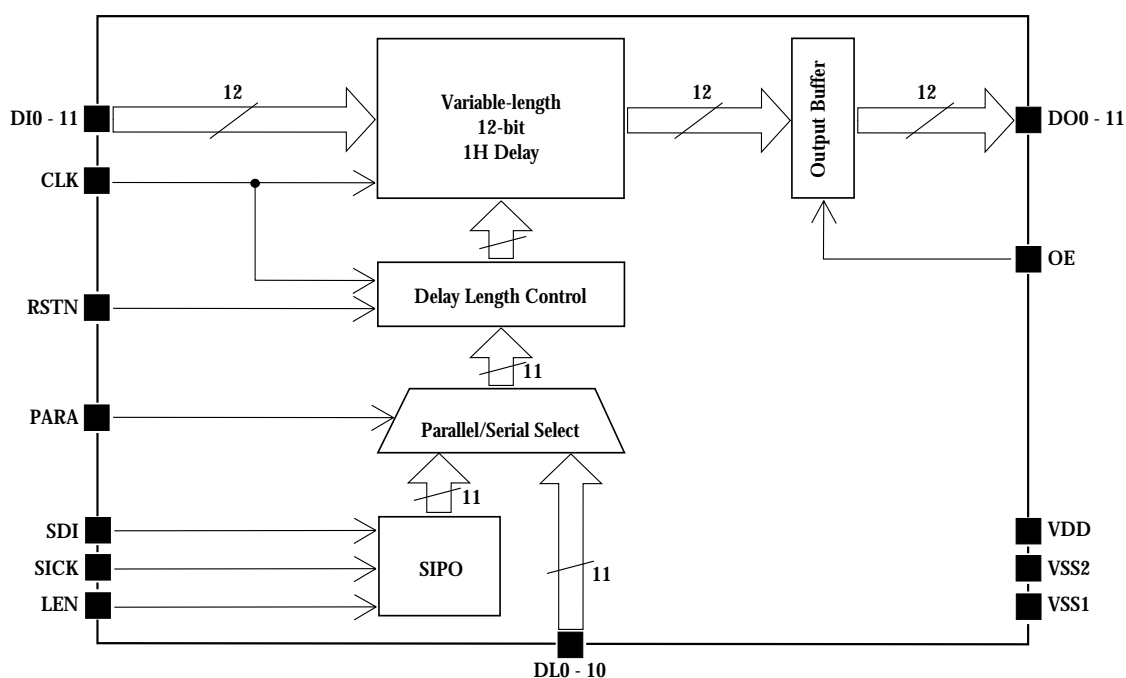 12
12
12
DI0 - 11
Variable-length
12-bit
1H Delay
Output Buffer
DO0 - 11
CLK
OE
RSTN
Delay Length Control
11
PARA
Parallel/Serial Select
11
SDI
VDD
SICK
SIPO
11
VSS2
LEN
VSS1
DL0 - 10